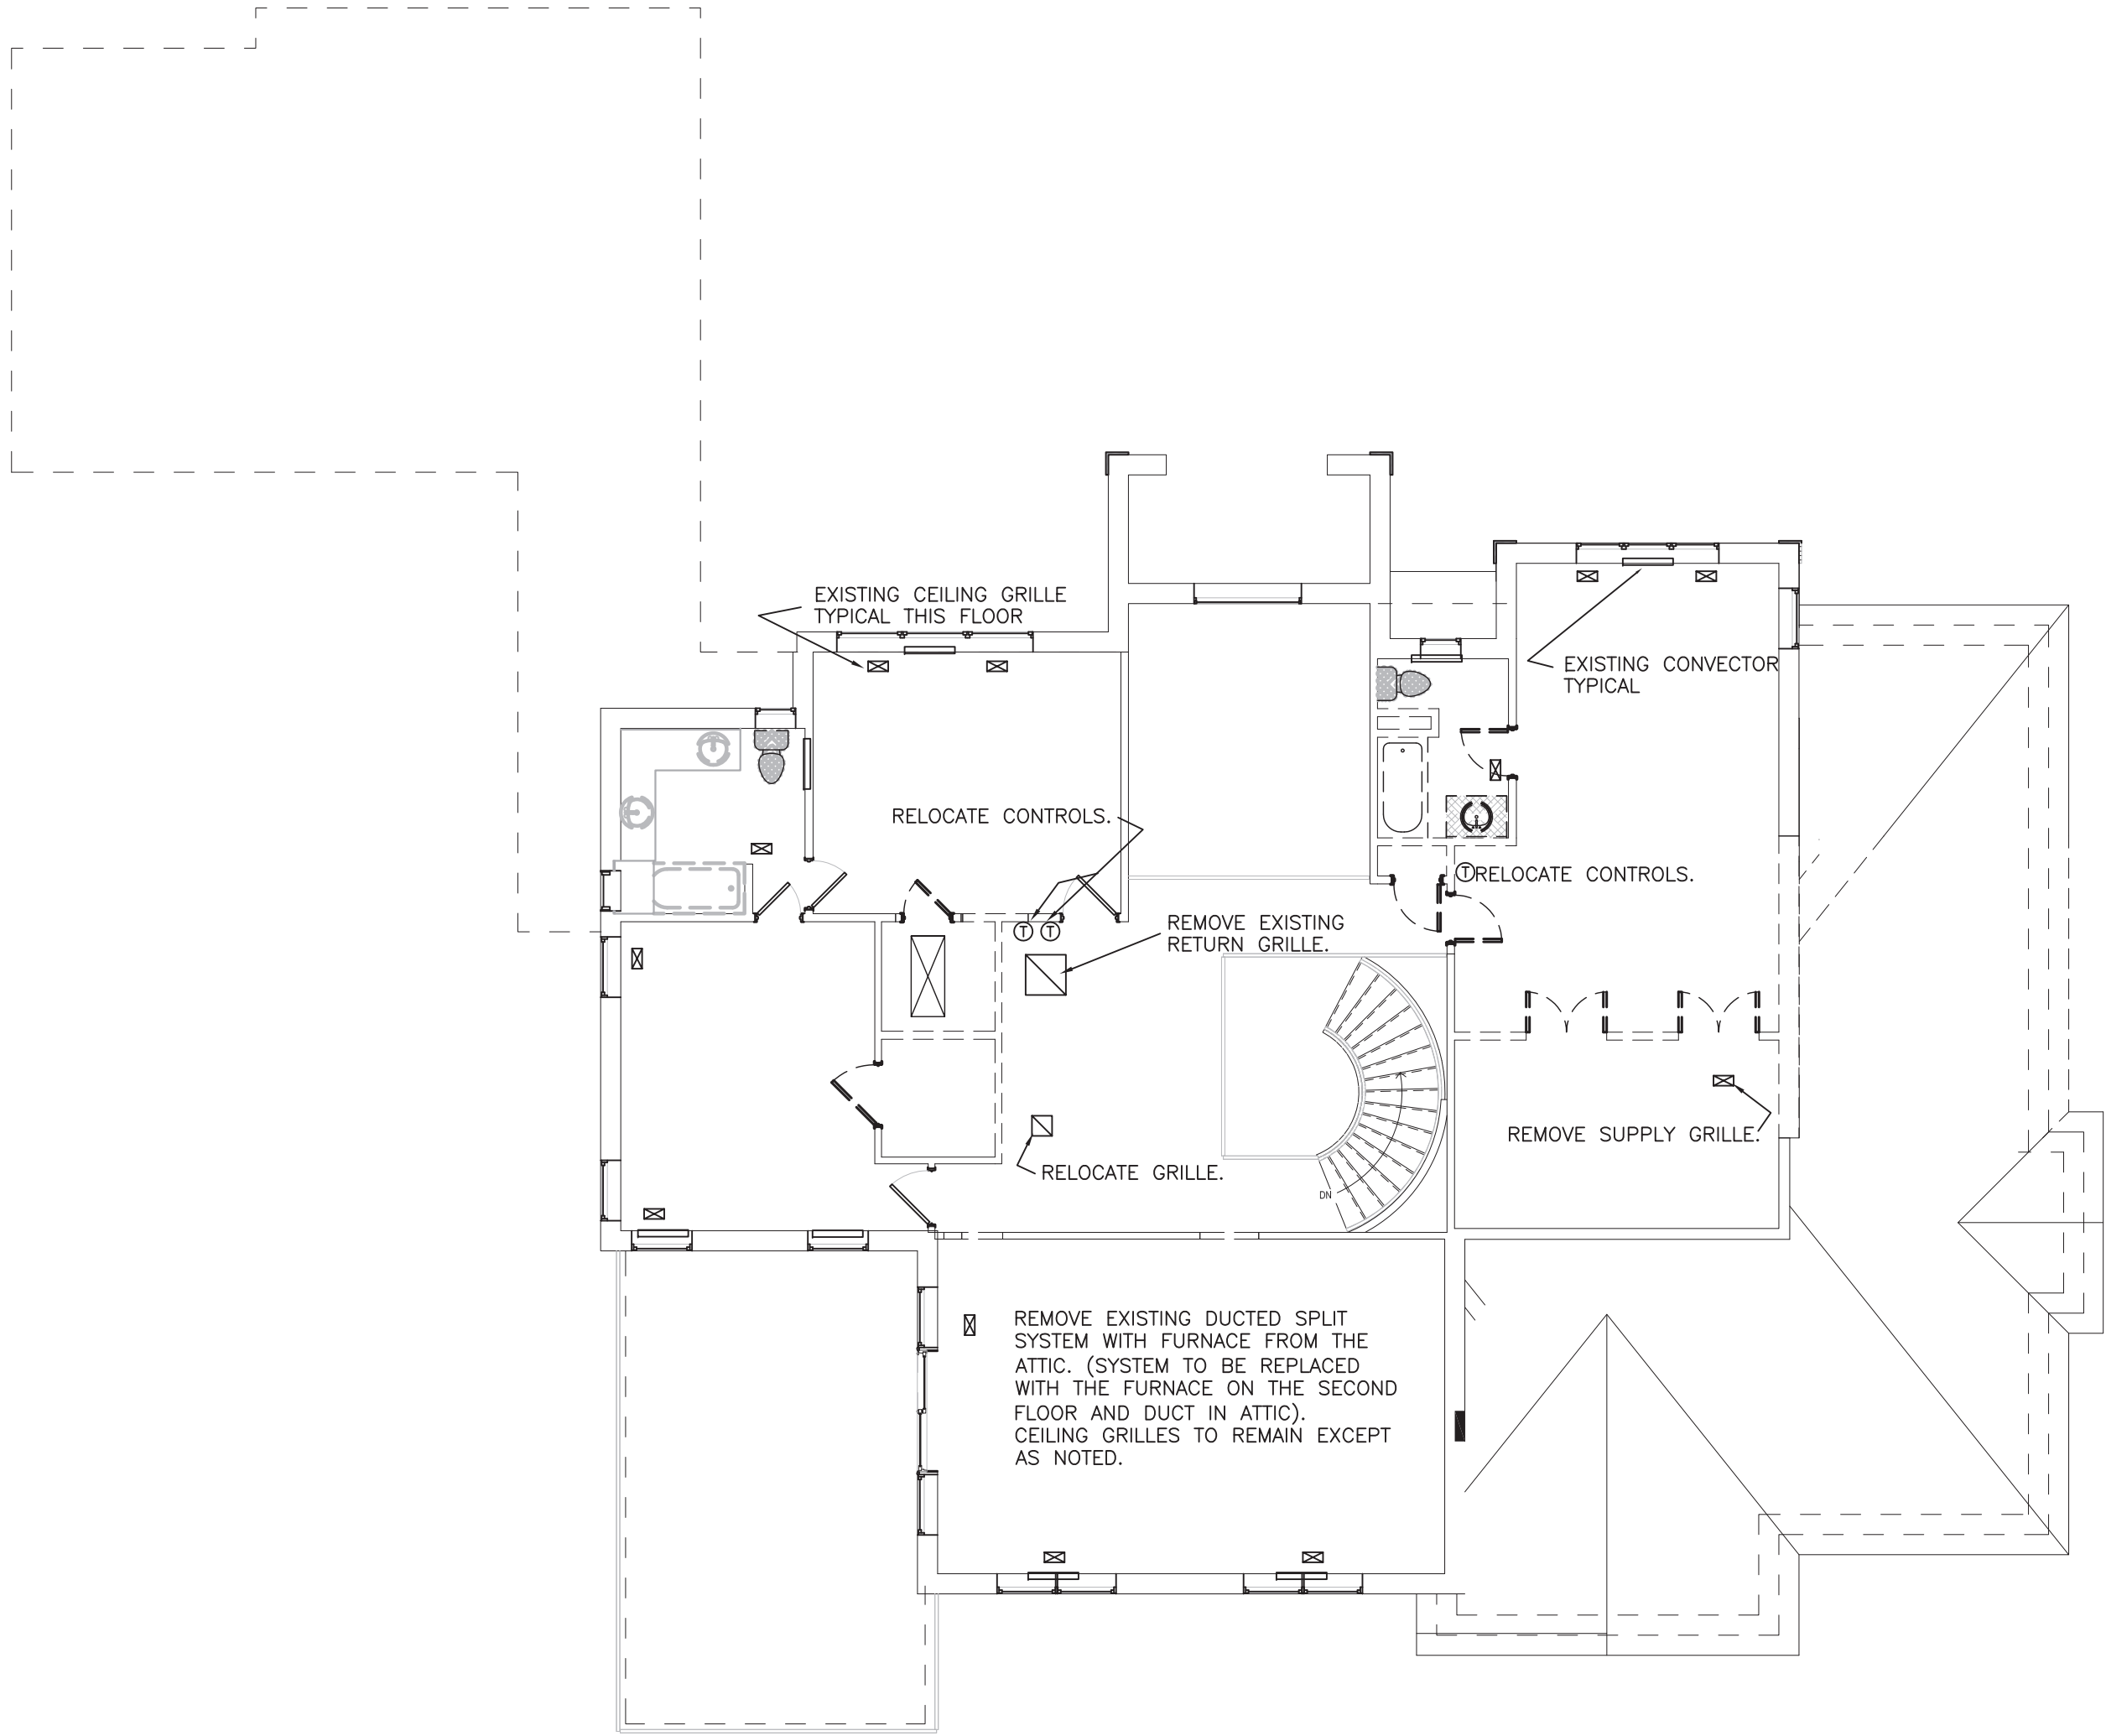 EXISTING CEILING GRILLE
TYPICAL THIS FLOOR
EXISTING CONVECTOR
TYPICAL
RELOCATE CONTROLS.
T RELOCATE CONTROLS.
REMOVE EXISTING
RETURN GRILLE.
T T
REMOVE SUPPLY GRILLE.
RELOCATE GRILLE.
DN
REMOVE EXISTING DUCTED SPLIT
SYSTEM WITH FURNACE FROM THE
ATTIC. (SYSTEM TO BE REPLACED
WITH THE FURNACE ON THE SECOND
FLOOR AND DUCT IN ATTIC).
CEILING GRILLES TO REMAIN EXCEPT
AS NOTED.